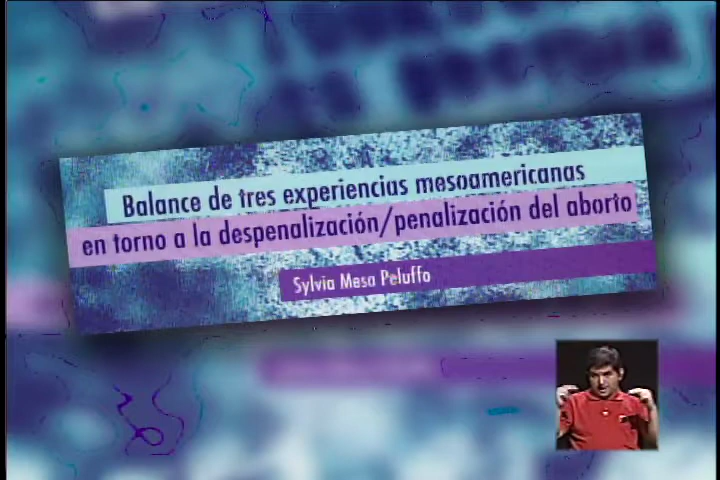 Balance de tres experiencias mesoamericanas
en torno a la despenalización/penalización del aborto
Sylvia Mesa Peluffo